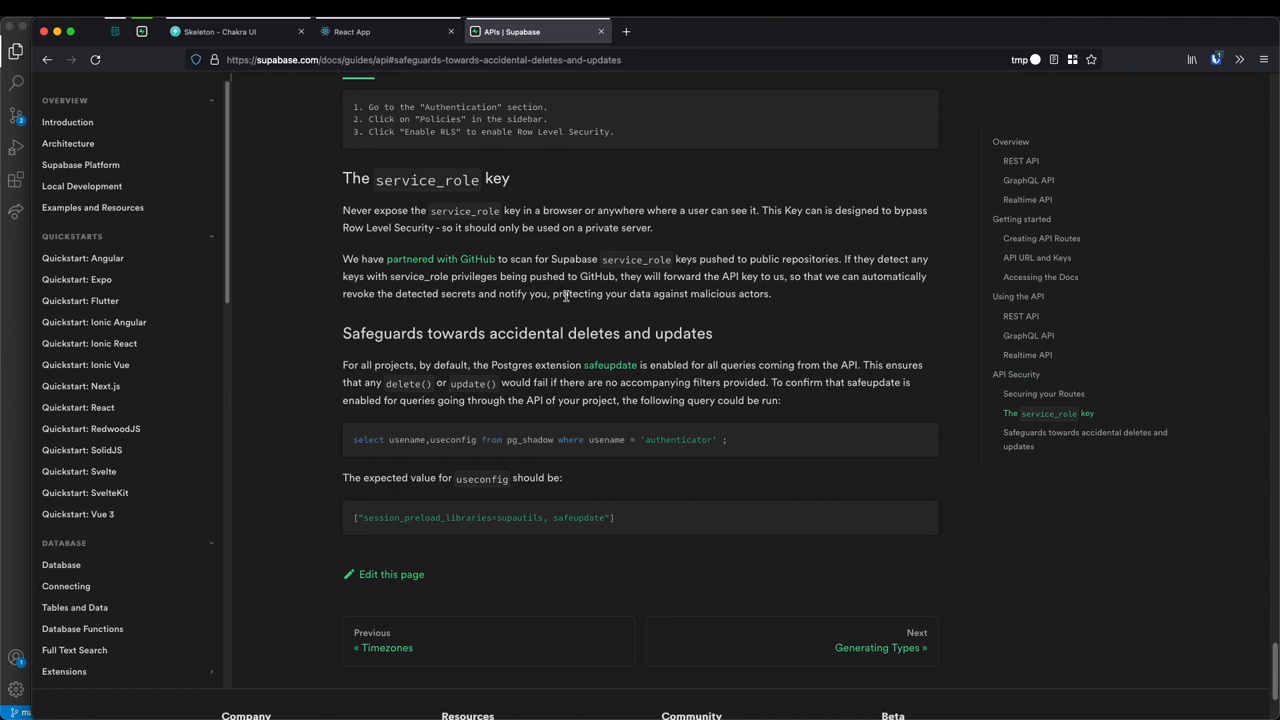 Skeleton - Chakra UI
React App
APIs | Supabase
https://supabase.com/docs/guides/api#safeguards-towards-accidental-deletes-and-updates
tmp
1
OVERVIEW
Introduction
Architecture
Supabase Platform
Local Development
Examples and Resources
QUICKSTARTS
Quickstart: Angular
Quickstart: Expo
Quickstart: Flutter
Quickstart: Ionic Angular
Quickstart: Ionic React
Quickstart: Ionic Vue
Quickstart: Next.js
Quickstart: React
Quickstart: RedwoodJS
Quickstart: SolidJS
Quickstart: Svelte
Quickstart: SvelteKit
Quickstart: Vue 3
DATABASE
Database
Connecting
Tables and Data
Database Functions
Full Text Search
Extensions
1. Go to the "Authentication" section.
2. Click on "Policies" in the sidebar.
3. Click "Enable RLS" to enable Row Level Security.
The service_role key
Never expose the service_role key in a browser or anywhere where a user can see it. This Key can is designed to bypass
Row Level Security - so it should only be used on a private server.
We have partnered with GitHub to scan for Supabase service_role keys pushed to public repositories. If they detect any
keys with service_role privileges being pushed to GitHub, they will forward the API key to us, so that we can automatically
revoke the detected secrets and notify you, protecting your data against malicious actors.
Safeguards towards accidental deletes and updates
For all projects, by default, the Postgres extension safeupdate is enabled for all queries coming from the API. This ensures
that any delete() or update() would fail if there are no accompanying filters provided. To confirm that safeupdate is
enabled for queries going through the API of your project, the following query could be run:
select usename,useconfig from pg_shadow where usename = 'authenticator' ;
The expected value for useconfig should be:
["session_preload_libraries=supautils, safeupdate"]
Edit this page
Previous
« Timezones
Next
Generating Types »
Overview
REST API
GraphQL API
Realtime API
Getting started
Creating API Routes
API URL and Keys
Accessing the Docs
Using the API
REST API
GraphQL API
Realtime API
API Security
Securing your Routes
The service_role key
Safeguards towards accidental deletes and
updates
Company
Resources
Community
Beta
2
1